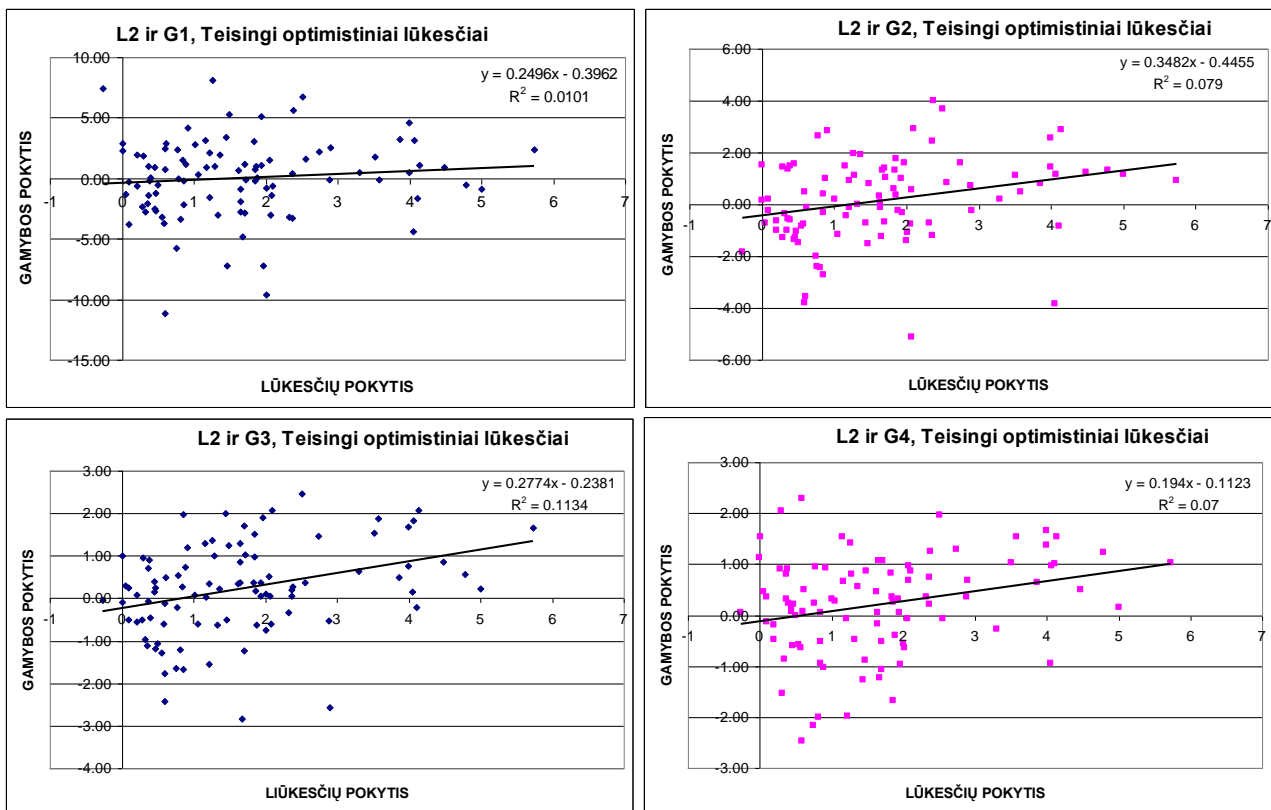 L2 ir G1, Teisingi optimistiniai lūkesčiai
10.00
y = 0.2496x - 0.3962
R² = 0.0101
5.00
0.00
-5.00
-10.00
-15.00
-1 0 1 2 3 4 5 6 7
GAMYBOS POKYTIS
LŪKESČIŲ POKYTIS
L2 ir G2, Teisingi optimistiniai lūkesčiai
6.00
y = 0.3482x - 0.4455
R² = 0.079
4.00
2.00
0.00
-2.00
-4.00
-6.00
-1 0 1 2 3 4 5 6 7
GAMYBOS POKYTIS
LŪKESČIŲ POKYTIS
L2 ir G3, Teisingi optimistiniai lūkesčiai
3.00
y = 0.2774x - 0.2381
R² = 0.1134
2.00
1.00
0.00
-1.00
-2.00
-3.00
-4.00
-1 0 1 2 3 4 5 6 7
GAMYBOS POKYTIS
LIŪKESČIŲ POKYTIS
L2 ir G4, Teisingi optimistiniai lūkesčiai
3.00
y = 0.194x - 0.1123
R² = 0.07
2.00
1.00
0.00
-1.00
-2.00
-3.00
-1 0 1 2 3 4 5 6 7
GAMYBOS POKYTIS
LŪKESČIŲ POKYTIS